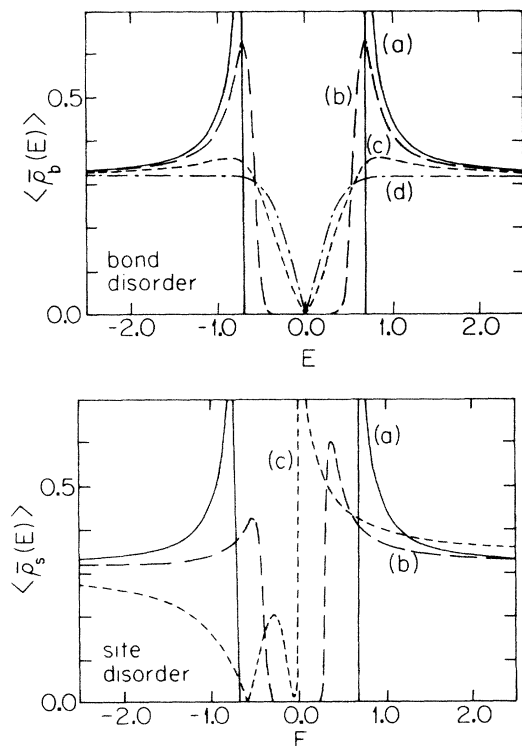 (a)
0.5
(b)
(c)
(d)
⟨ρ̄_b(E)⟩
bond
disorder
0.0
-2.0 -1.0 0.0 1.0 2.0
E
(a)
(c)
0.5
(b)
⟨ρ̄_s(E)⟩
site
disorder
0.0
-2.0 -1.0 0.0 1.0 2.0
F